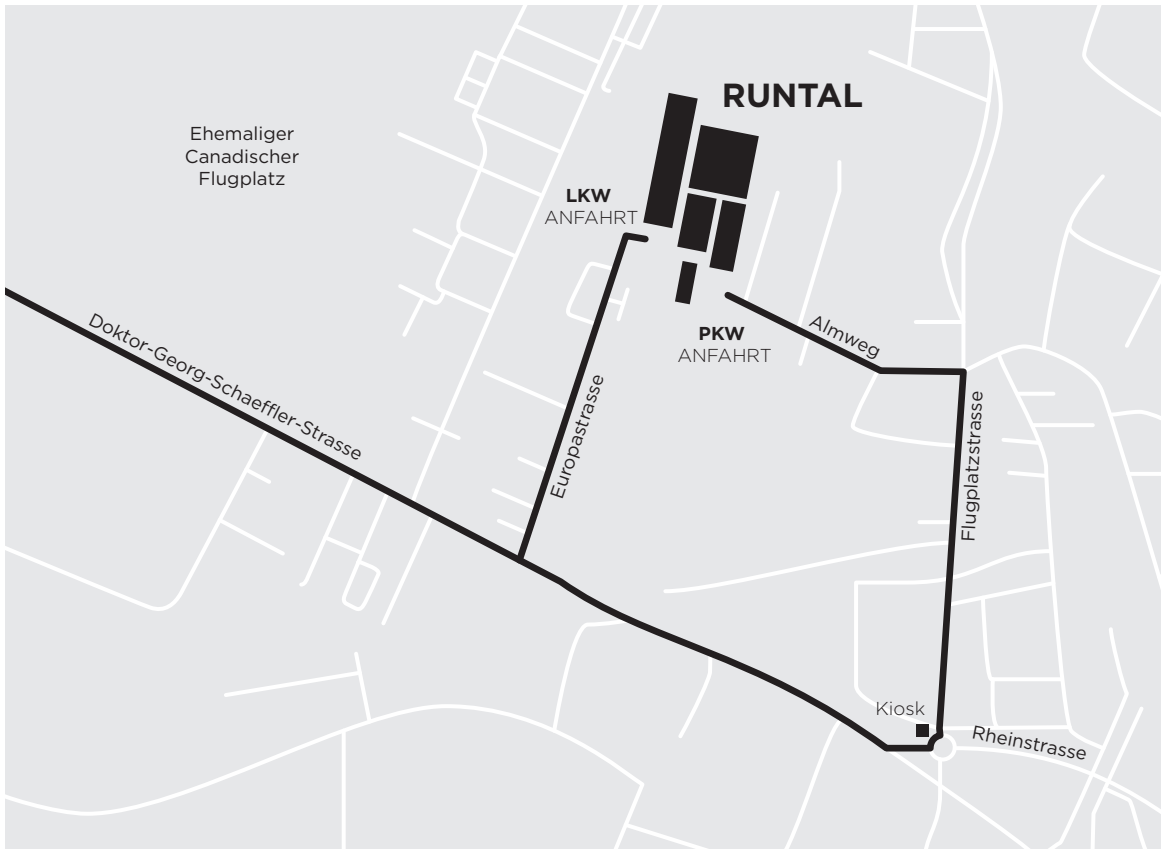 RUNTAL
Ehemaliger
Canadischer
Flugplatz
LKW
ANFAHRT
Doktor-Georg-Schaeffler-Strasse
Almweg
PKW
ANFAHRT
Europastrasse
Flugplatzstrasse
Kiosk
Rheinstrasse